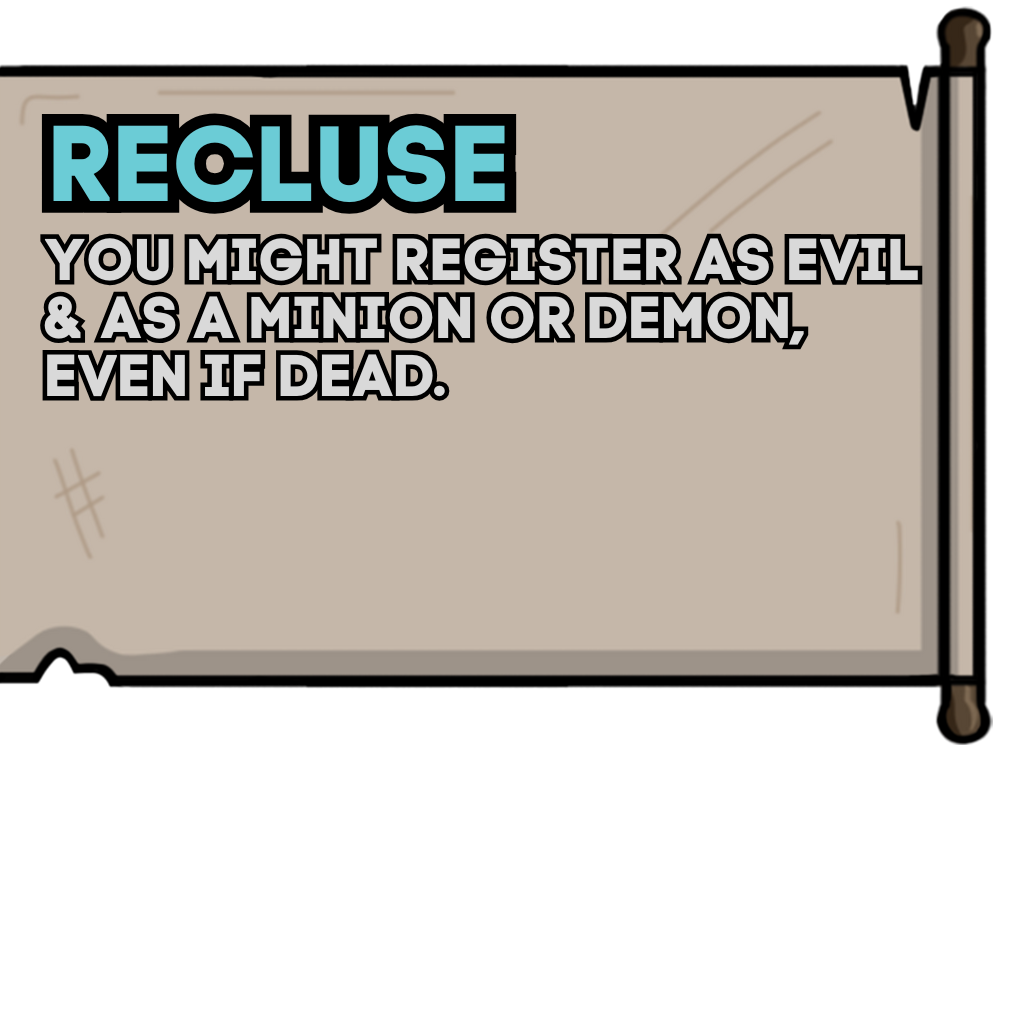 RECLUSE
YOU MIGHT REGISTER AS EVIL
& AS A MINION OR DEMON,
EVEN IF DEAD.